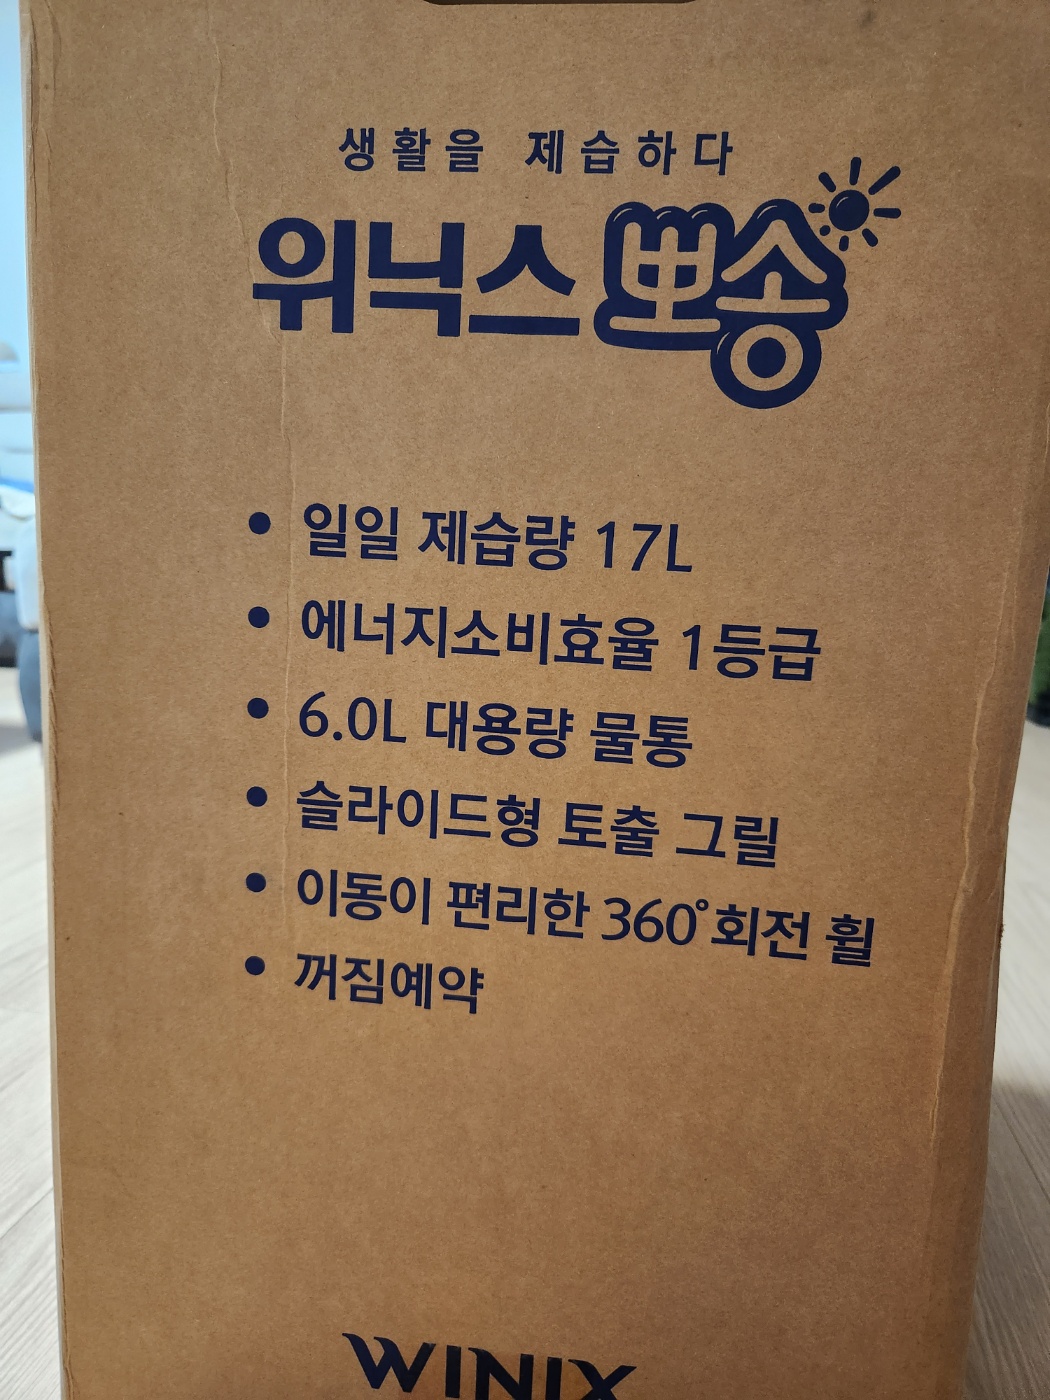 생활을 제습하다
위닉스 뽀송
• 일일 제습량 17L
• 에너지소비효율 1등급
• 6.0L 대용량 물통
• 슬라이드형 토출 그릴
• 이동이 편리한 360°회전 휠
• 꺼짐예약
WINIX